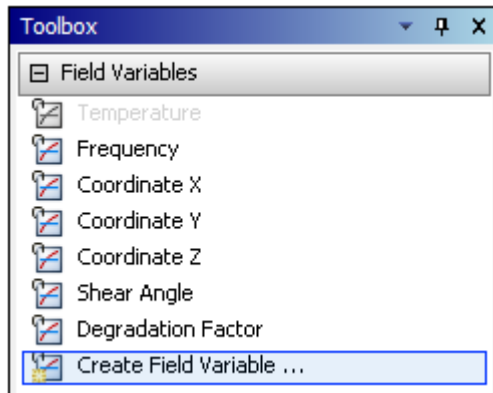 Toolbox
Field Variables
Temperature
Frequency
Coordinate X
Coordinate Y
Coordinate Z
Shear Angle
Degradation Factor
Create Field Variable ...